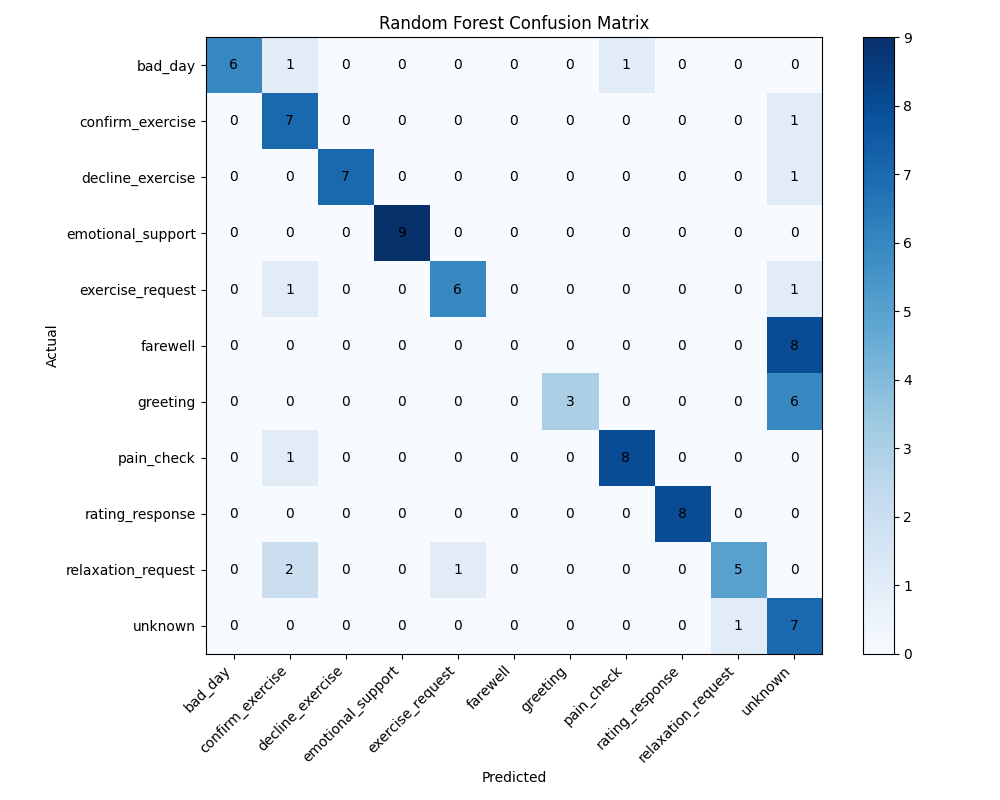 Random Forest Confusion Matrix
bad_day 6 1 0 0 0 0 0 1 0 0 0
confirm_exercise 0 7 0 0 0 0 0 0 0 0 1
decline_exercise 0 0 7 0 0 0 0 0 0 0 1
emotional_support 0 0 0 9 0 0 0 0 0 0 0
exercise_request 0 1 0 0 6 0 0 0 0 0 1
farewell 0 0 0 0 0 0 0 0 0 0 8
greeting 0 0 0 0 0 0 3 0 0 0 6
pain_check 0 1 0 0 0 0 0 8 0 0 0
rating_response 0 0 0 0 0 0 0 0 8 0 0
relaxation_request 0 2 0 0 1 0 0 0 0 5 0
unknown 0 0 0 0 0 0 0 0 0 1 7
Actual
bad_day
confirm_exercise
decline_exercise
emotional_support
exercise_request
farewell
greeting
pain_check
rating_response
relaxation_request
unknown
Predicted
9
8
7
6
5
4
3
2
1
0